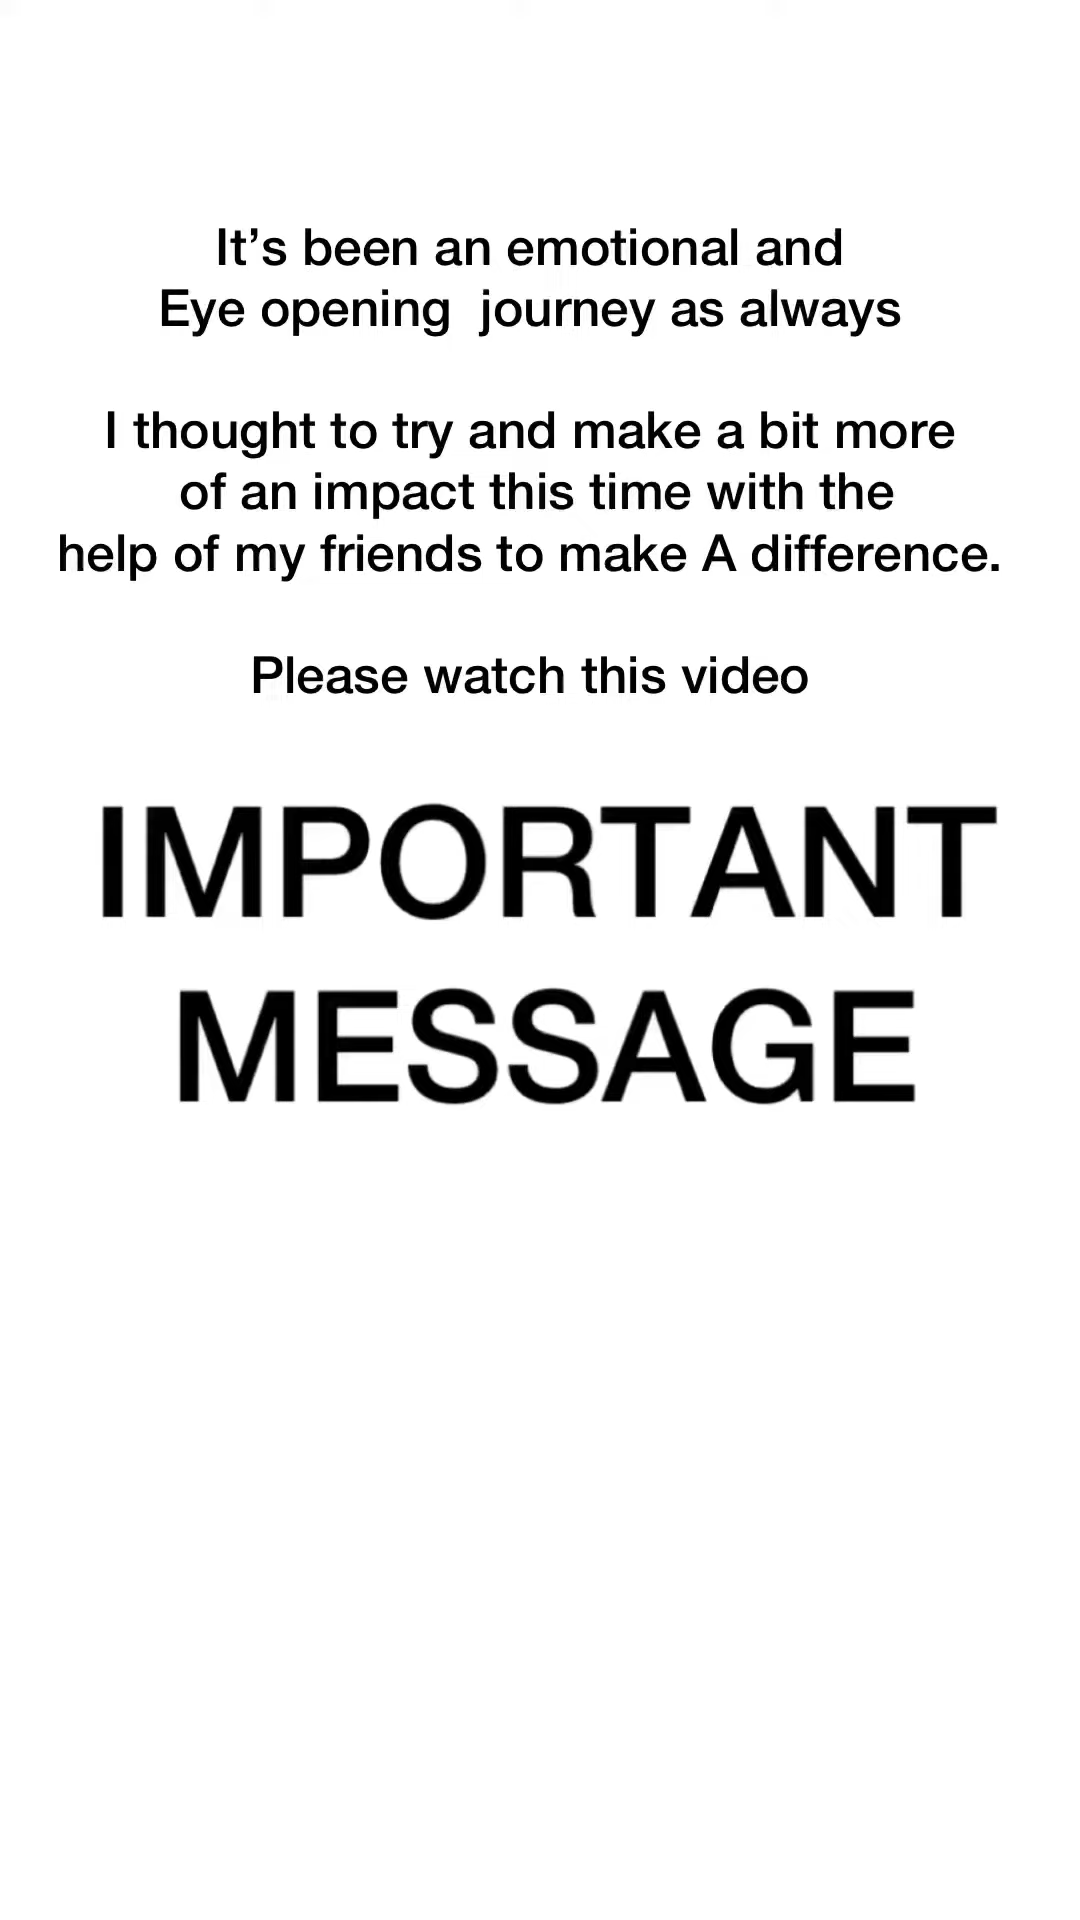 It’s been an emotional and
Eye opening  journey as always
I thought to try and make a bit more
of an impact this time with the
help of my friends to make A difference.
Please watch this video
IMPORTANT
MESSAGE